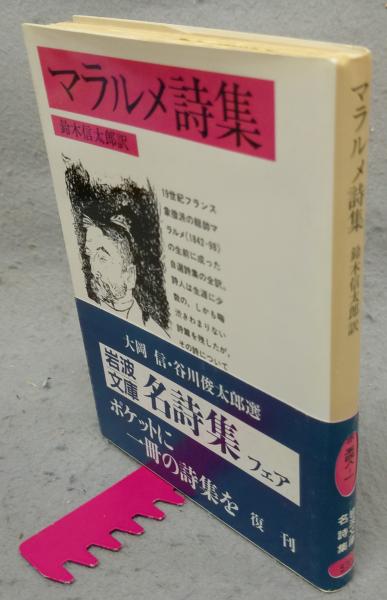 マラルメ詩集
鈴木信太郎訳
19世紀フランス
象徴派の総帥マ
ラルメ(1842-98)
の生前に成った
自選詩集の全訳。
詩人は生涯に少
数の、しかも難
渋きわまりない
詩篇を残したが、
その詩について
大岡 信・谷川俊太郎選
岩波
文庫
名詩集
フェア
ポケットに
一冊の詩集を
復刊
マラルメ詩集
鈴木信太郎訳
名詩集